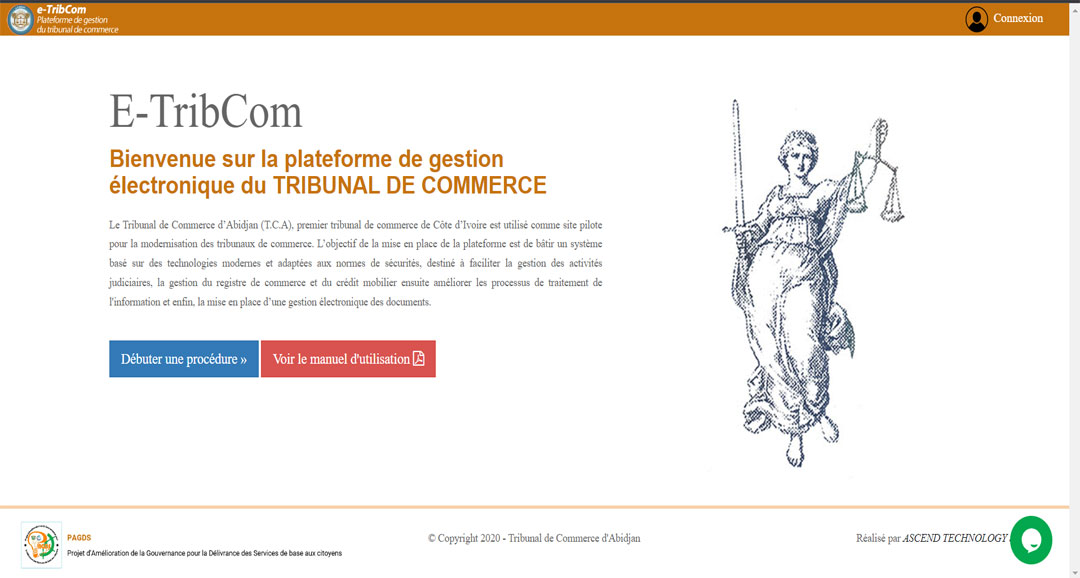 e-TribCom
Plateforme de gestion
du tribunal de commerce
Connexion
E-TribCom
Bienvenue sur la plateforme de gestion
électronique du TRIBUNAL DE COMMERCE
Le Tribunal de Commerce d'Abidjan (T.C.A), premier tribunal de commerce de Côte d'Ivoire est utilisé comme site pilote
pour la modernisation des tribunaux de commerce. L'objectif de la mise en place de la plateforme est de bâtir un système
basé sur des technologies modernes et adaptées aux normes de sécurités, destiné à faciliter la gestion des activités
judiciaires, la gestion du registre de commerce et du crédit mobilier ensuite améliorer les processus de traitement de
l'information et enfin, la mise en place d'une gestion électronique des documents.
Débuter une procédure »
Voir le manuel d'utilisation
PAGDS
Projet d'Amélioration de la Gouvernance pour la Délivrance des Services de base aux citoyens
© Copyright 2020 - Tribunal de Commerce d'Abidjan
Réalisé par ASCEND TECHNOLOGY